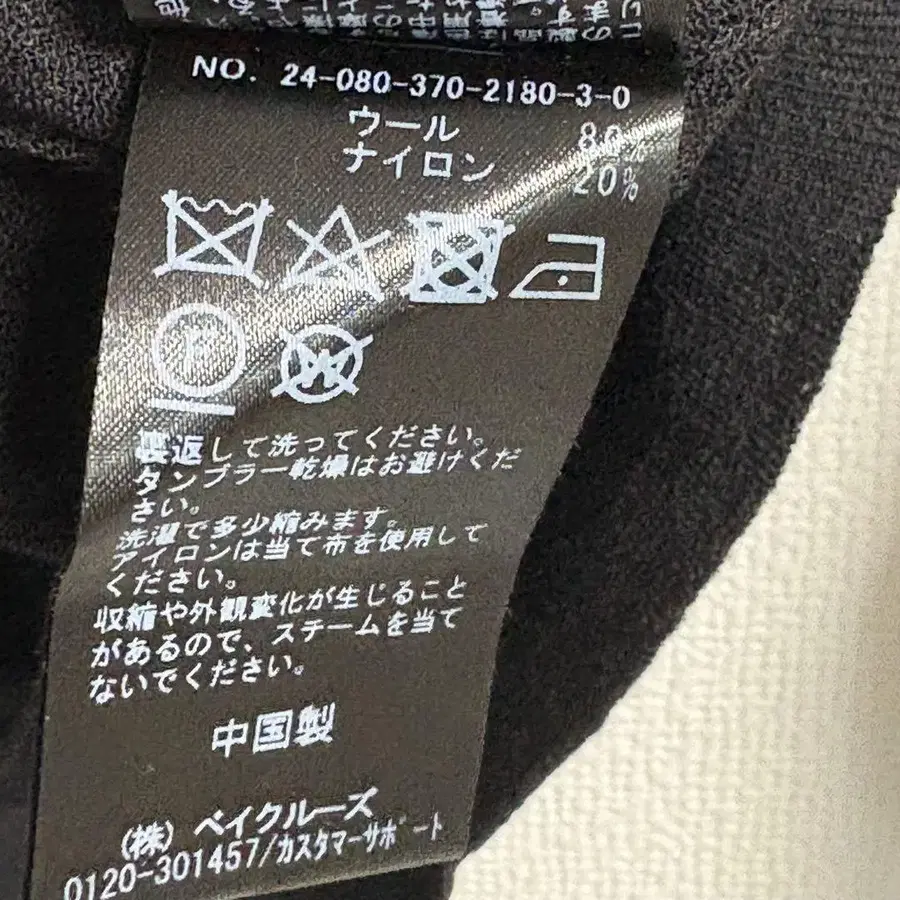 NO. 24-080-370-2180-3-0
ウール 80%
ナイロン 20%
P
W
裏返して洗ってください。
タンブラー乾燥はお避けくだ
さい。
洗濯で多少縮みます。
アイロンは当て布を使用して
ください。
収縮や外観変化が生じること
があるので、スチームを当て
ないでください。
中国製
(株) ベイクルーズ
0120-301457/カスタマーサポート